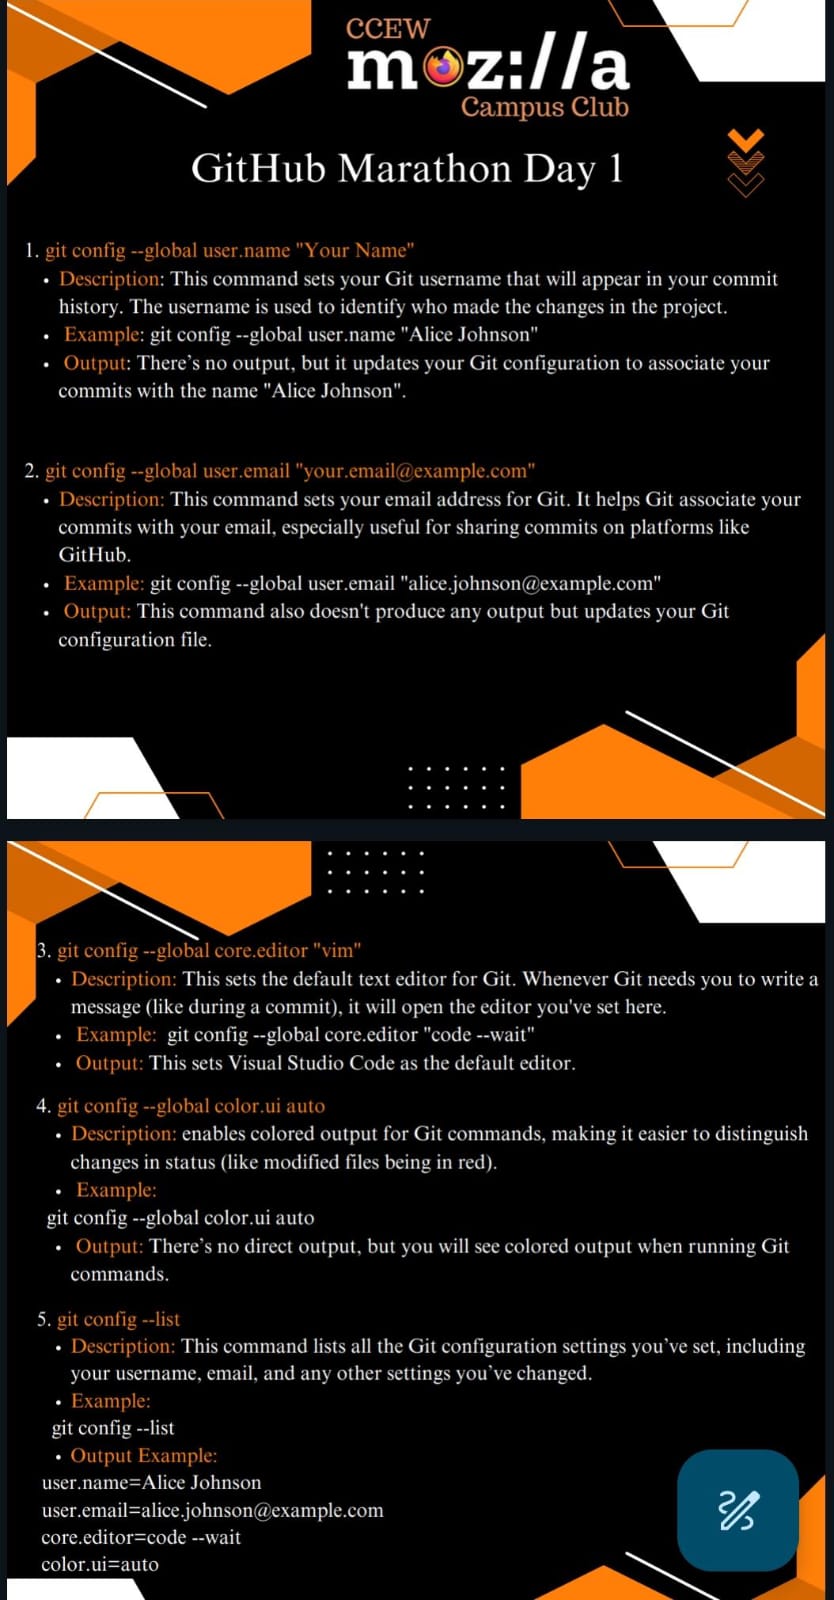 CCEW
moz://a
Campus Club
GitHub Marathon Day 1
1. git config --global user.name "Your Name"
• Description: This command sets your Git username that will appear in your commit
history. The username is used to identify who made the changes in the project.
• Example: git config --global user.name "Alice Johnson"
• Output: There’s no output, but it updates your Git configuration to associate your
commits with the name "Alice Johnson".
2. git config --global user.email "your.email@example.com"
• Description: This command sets your email address for Git. It helps Git associate your
commits with your email, especially useful for sharing commits on platforms like
GitHub.
• Example: git config --global user.email "alice.johnson@example.com"
• Output: This command also doesn't produce any output but updates your Git
configuration file.
3. git config --global core.editor "vim"
• Description: This sets the default text editor for Git. Whenever Git needs you to write a
message (like during a commit), it will open the editor you've set here.
• Example: git config --global core.editor "code --wait"
• Output: This sets Visual Studio Code as the default editor.
4. git config --global color.ui auto
• Description: enables colored output for Git commands, making it easier to distinguish
changes in status (like modified files being in red).
• Example:
git config --global color.ui auto
• Output: There’s no direct output, but you will see colored output when running Git
commands.
5. git config --list
• Description: This command lists all the Git configuration settings you’ve set, including
your username, email, and any other settings you’ve changed.
• Example:
git config --list
• Output Example:
user.name=Alice Johnson
user.email=alice.johnson@example.com
core.editor=code --wait
color.ui=auto